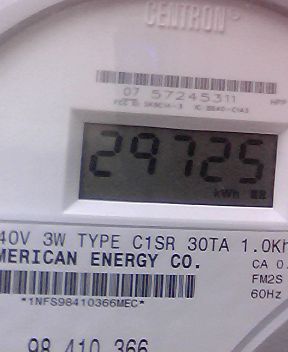 CENTRON®
07 57245311
29725
kWh
40V 3W TYPE C1SR 30TA 1.0Kh
MERICAN ENERGY CO.
CA 0.
FM2S
60Hz
*1NFS98410366MEC*
98 410 366